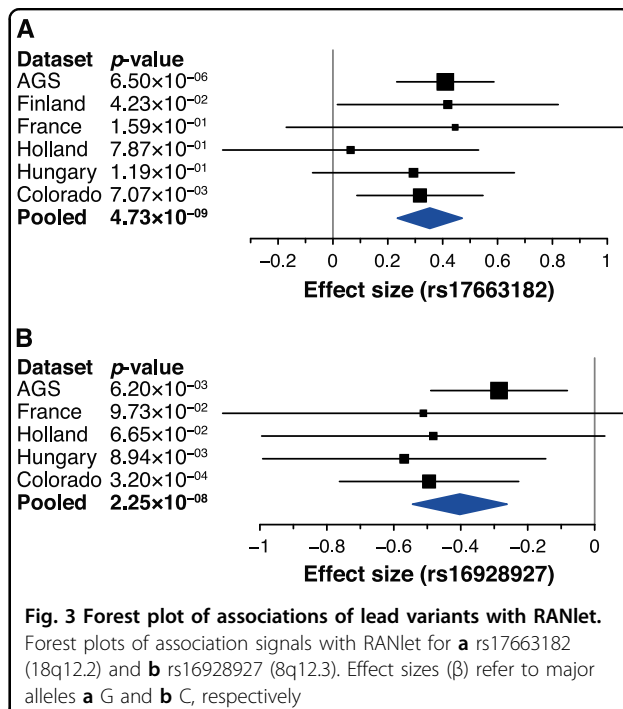 A
Dataset p-value
AGS 6.50×10⁻⁰⁶
Finland 4.23×10⁻⁰²
France 1.59×10⁻⁰¹
Holland 7.87×10⁻⁰¹
Hungary 1.19×10⁻⁰¹
Colorado 7.07×10⁻⁰³
Pooled 4.73×10⁻⁰⁹
−0.2 0 0.2 0.4 0.6 0.8 1
Effect size (rs17663182)
B
Dataset p-value
AGS 6.20×10⁻⁰³
France 9.73×10⁻⁰²
Holland 6.65×10⁻⁰²
Hungary 8.94×10⁻⁰³
Colorado 3.20×10⁻⁰⁴
Pooled 2.25×10⁻⁰⁸
−1 −0.8 −0.6 −0.4 −0.2 0
Effect size (rs16928927)
Fig. 3 Forest plot of associations of lead variants with RANlet.
Forest plots of association signals with RANlet for a rs17663182
(18q12.2) and b rs16928927 (8q12.3). Effect sizes (β) refer to major
alleles a G and b C, respectively